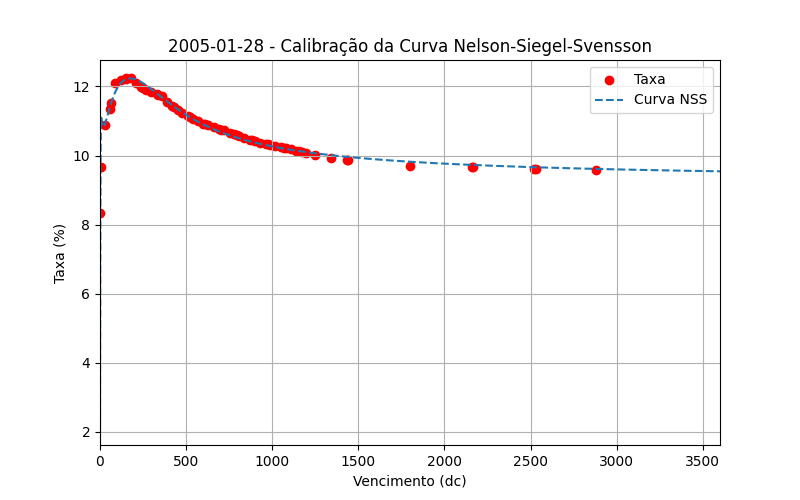 2005-01-28 - Calibração da Curva Nelson-Siegel-Svensson
Taxa
Curva NSS
12
10
8
6
4
2
Taxa (%)
0 500 1000 1500 2000 2500 3000 3500
Vencimento (dc)